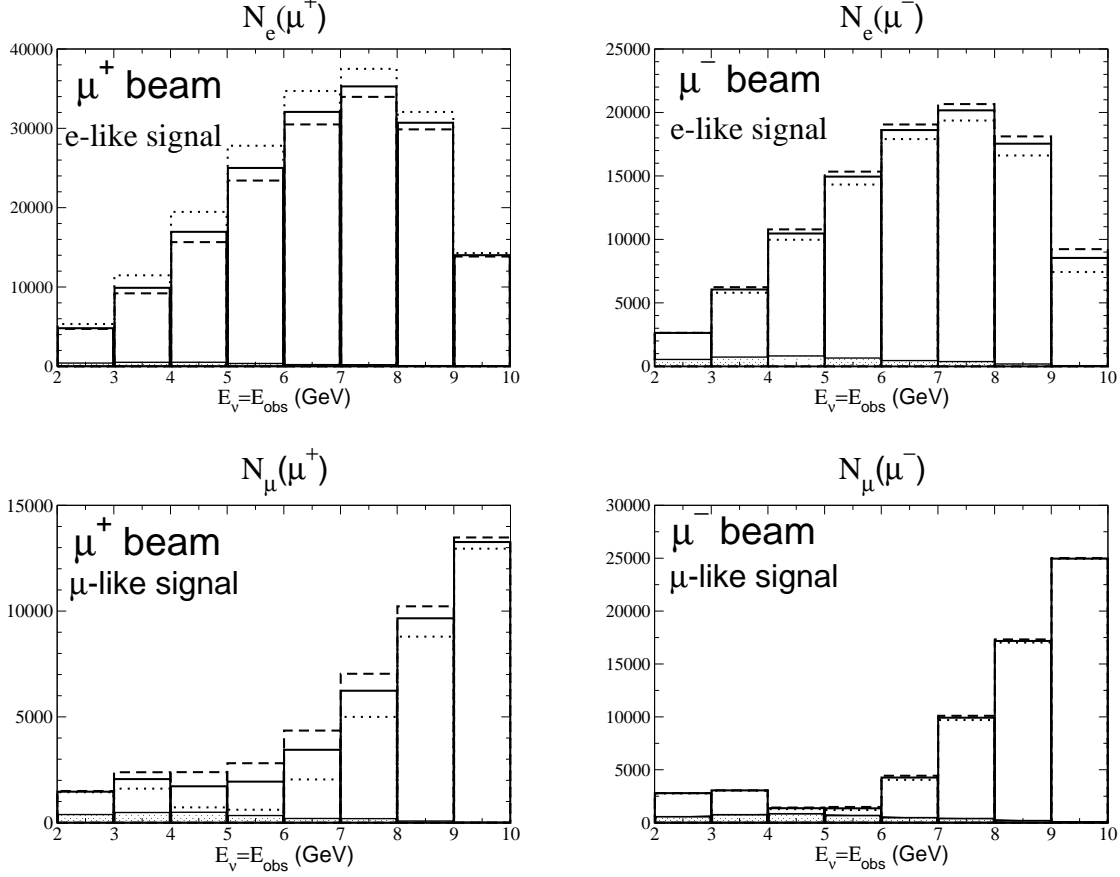 N_e(μ⁺)
40000
μ⁺ beam
30000
e-like signal
20000
10000
0
2 3 4 5 6 7 8 9 10
E_ν=E_obs (GeV)
N_e(μ⁻)
25000
μ⁻ beam
20000
e-like signal
15000
10000
5000
0
2 3 4 5 6 7 8 9 10
E_ν=E_obs (GeV)
N_μ(μ⁺)
15000
μ⁺ beam
μ-like signal
10000
5000
0
2 3 4 5 6 7 8 9 10
E_ν=E_obs (GeV)
N_μ(μ⁻)
30000
μ⁻ beam
25000
μ-like signal
20000
15000
10000
5000
0
2 3 4 5 6 7 8 9 10
E_ν=E_obs (GeV)